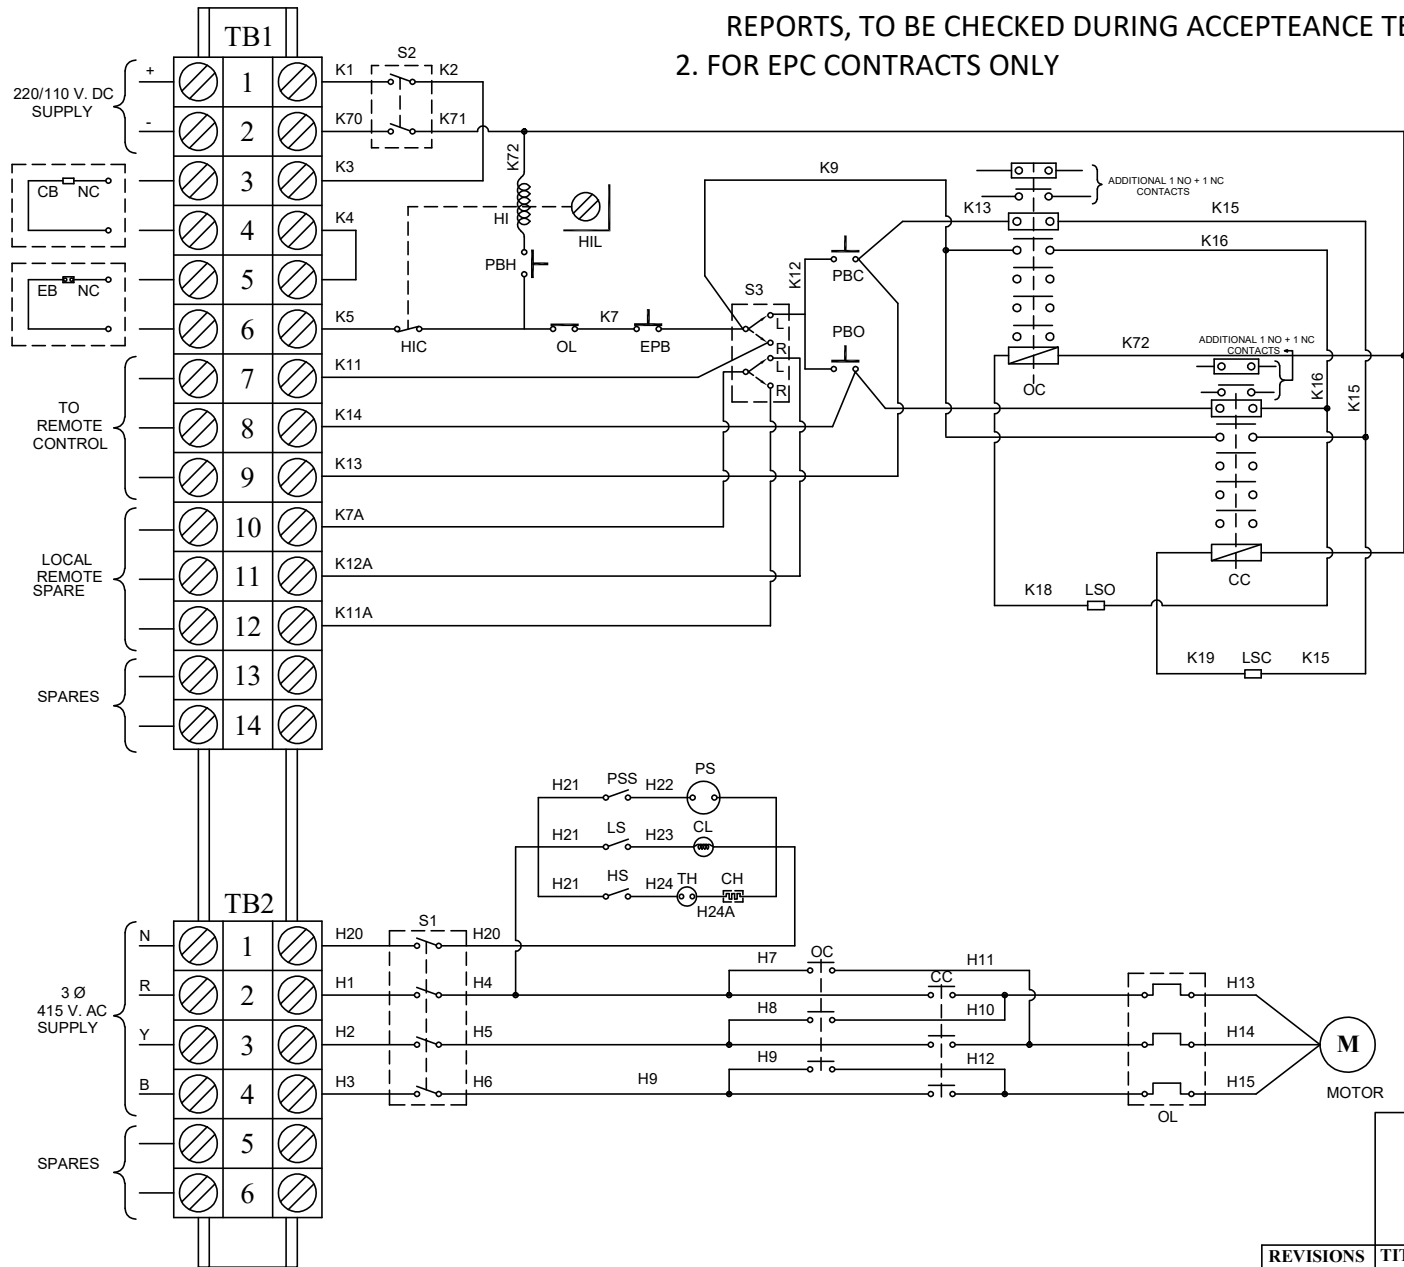 REPORTS, TO BE CHECKED DURING ACCEPTEANCE TE
2. FOR EPC CONTRACTS ONLY
TB1
220/110 V. DC
SUPPLY
+
-
1
2
3
4
5
6
7
8
9
10
11
12
13
14
CB NC
EB NC
TO
REMOTE
CONTROL
LOCAL
REMOTE
SPARE
SPARES
K1
S2
K2
K70
K71
K3
K4
K5
K11
K14
K13
K7A
K12A
K11A
K72
HI
HIL
PBH
HIC
OL
K7
EPB
S3
L
R
L
R
K9
K12
PBC
PBO
K13
ADDITIONAL 1 NO + 1 NC
CONTACTS
K15
K16
K72
OC
ADDITIONAL 1 NO + 1 NC
CONTACTS
K16
K15
CC
K18
LSO
K19
LSC
K15
H21
PSS
H22
PS
H21
LS
H23
CL
H21
HS
H24
TH
CH
H24A
TB2
3 Ø
415 V. AC
SUPPLY
N
R
Y
B
1
2
3
4
5
6
SPARES
H20
S1
H20
H1
H4
H2
H5
H3
H6
H9
H7
OC
H11
CC
H8
H10
H9
H12
H13
H14
H15
OL
M
MOTOR
REVISIONS
TIT